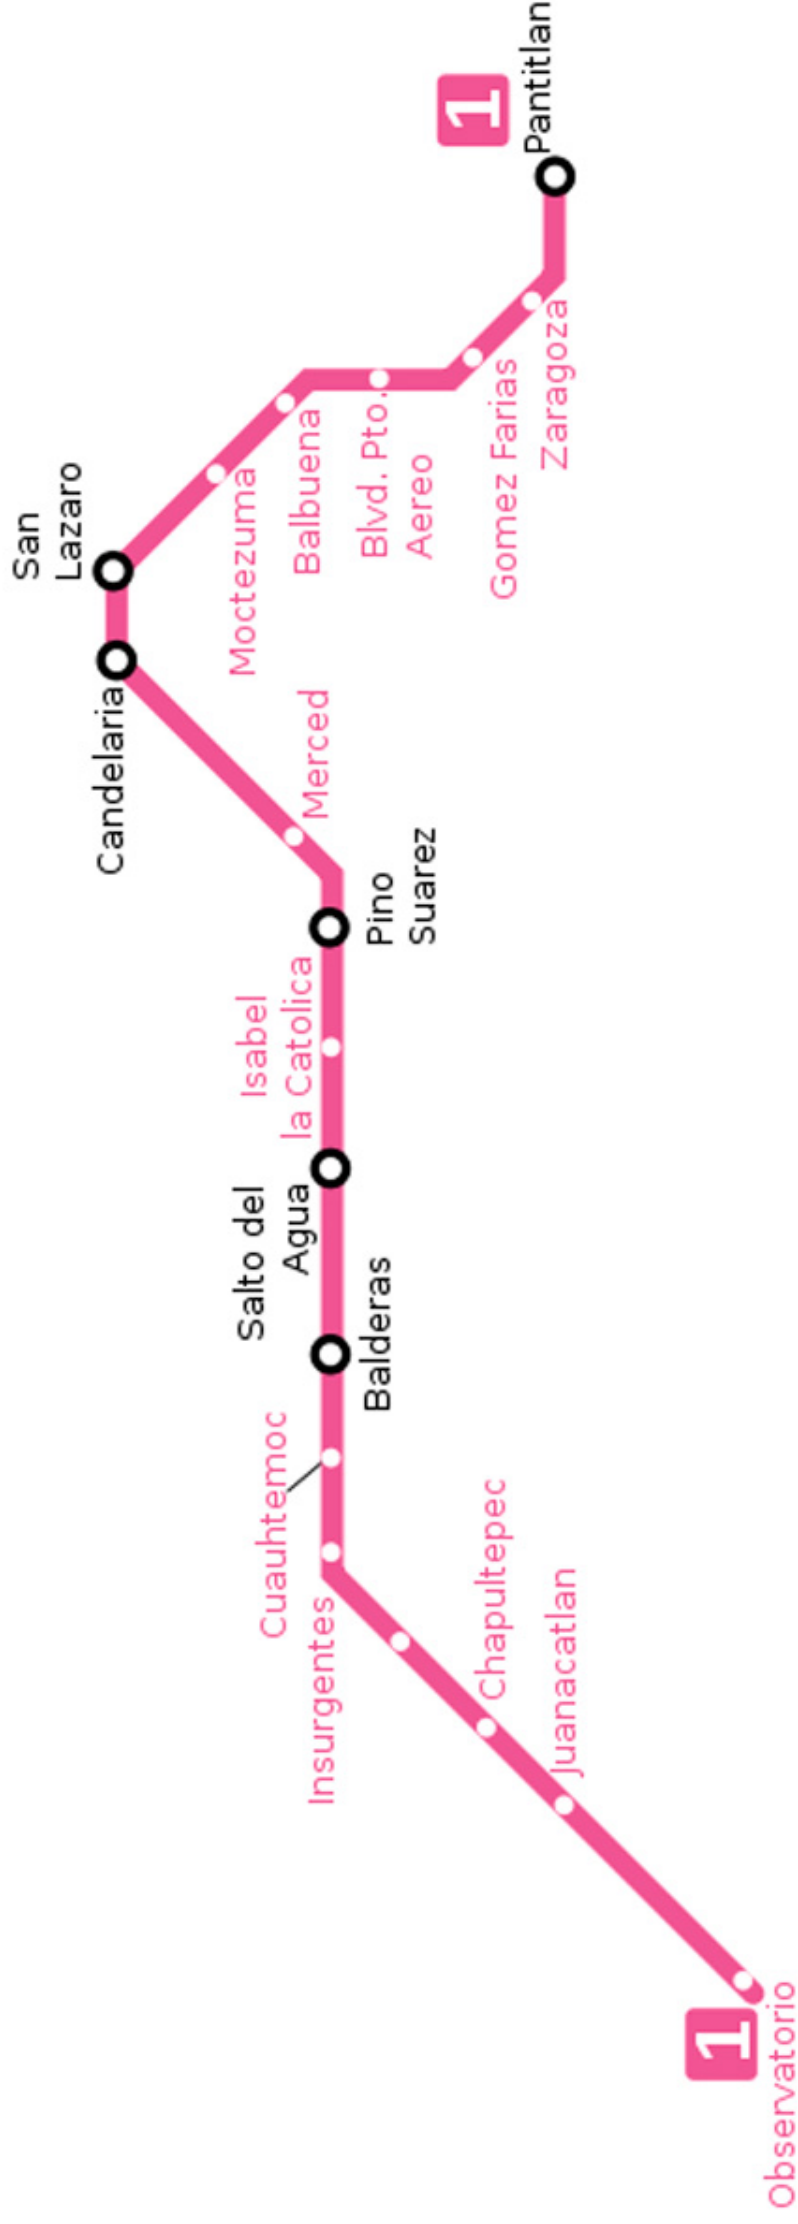 1
Observatorio
Juanacatlan
Chapultepec
Insurgentes
Cuauhtemoc
Balderas
Salto del
Agua
Isabel
la Catolica
Pino
Suarez
Merced
Candelaria
San
Lazaro
Moctezuma
Balbuena
Blvd. Pto.
Aereo
Gomez Farias
Zaragoza
Pantitlan
1